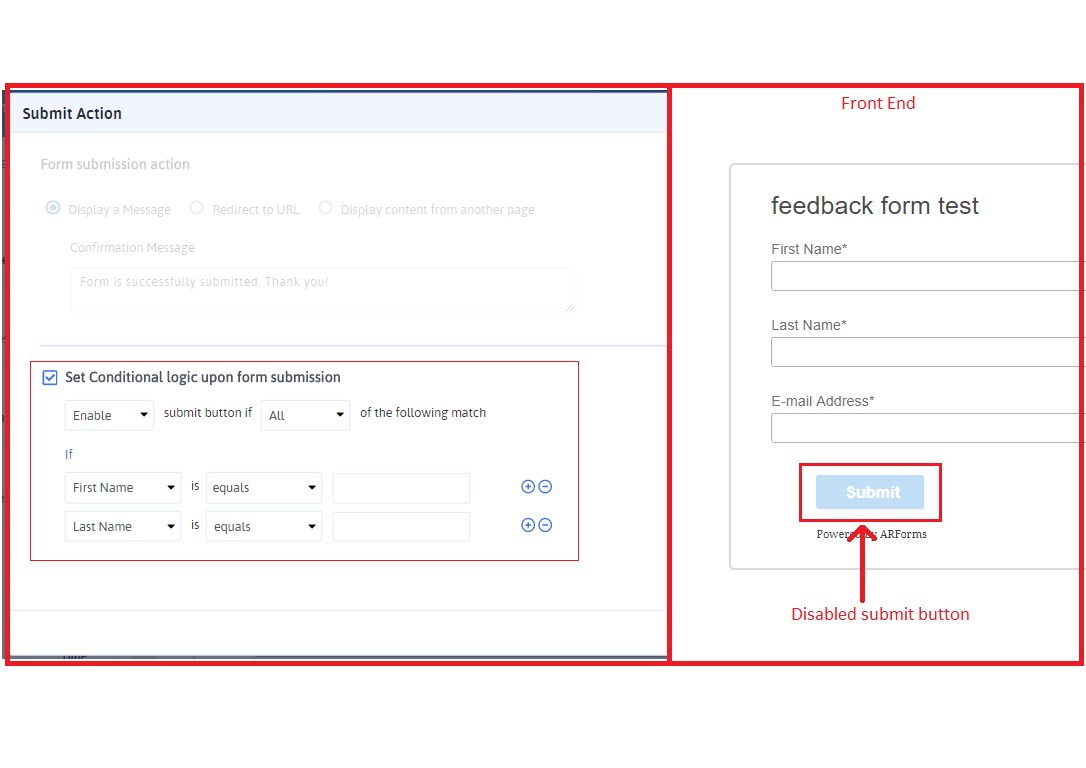 Submit Action
Form submission action
Display a Message Redirect to URL Display content from another page
Confirmation Message
Form is successfully submitted. Thank you!
Set Conditional logic upon form submission
Enable submit button if All of the following match
If
First Name is equals
Last Name is equals
Front End
feedback form test
First Name*
Last Name*
E-mail Address*
Submit
Powered by ARForms
Disabled submit button